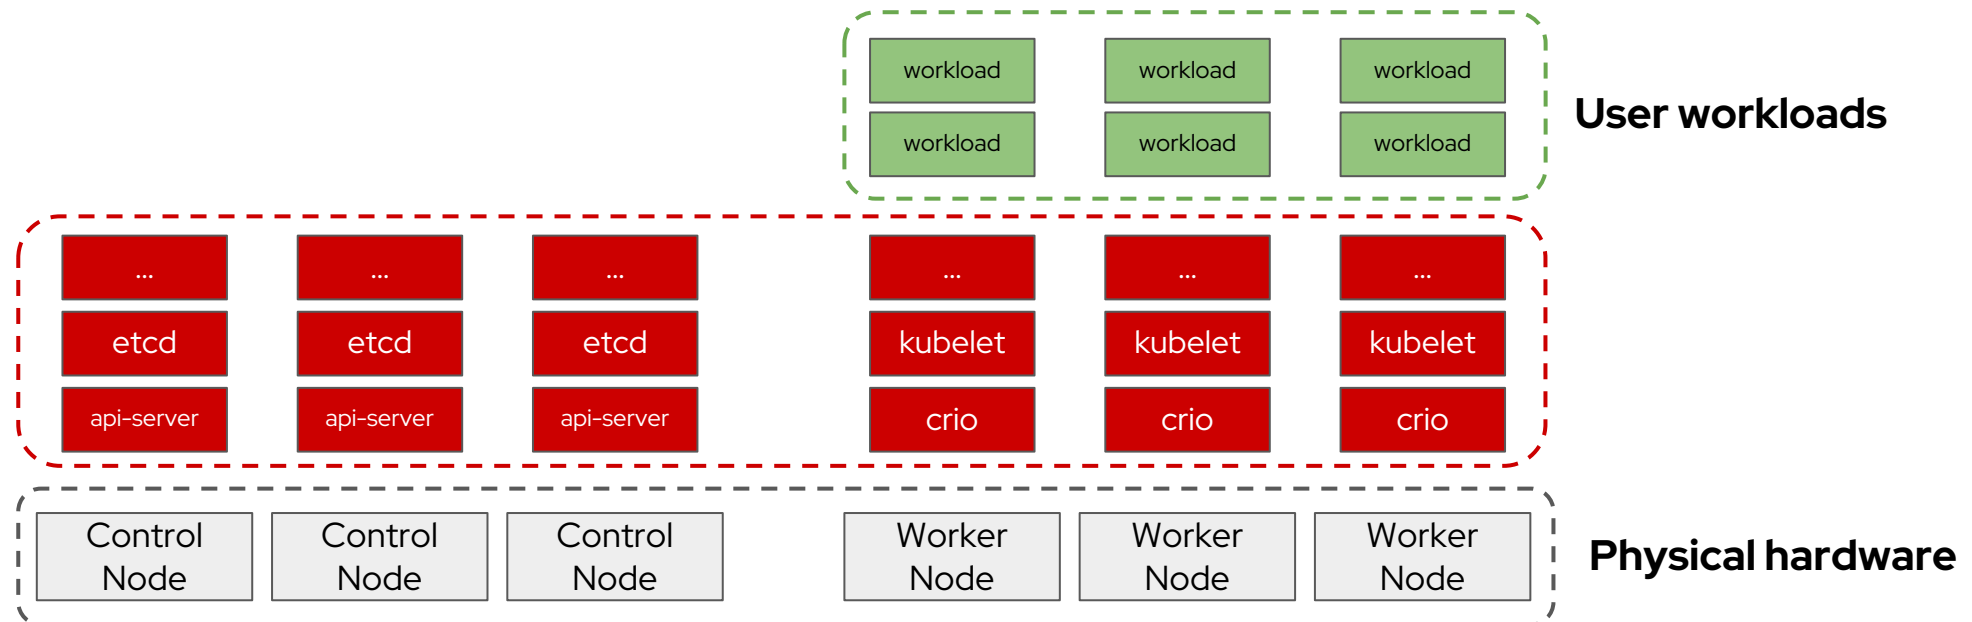 workload workload workload
workload workload workload
User workloads
... ... ... ... ... ...
etcd etcd etcd kubelet kubelet kubelet
api-server api-server api-server crio crio crio
Control Control Control Worker Worker Worker
Node Node Node Node Node Node
Physical hardware